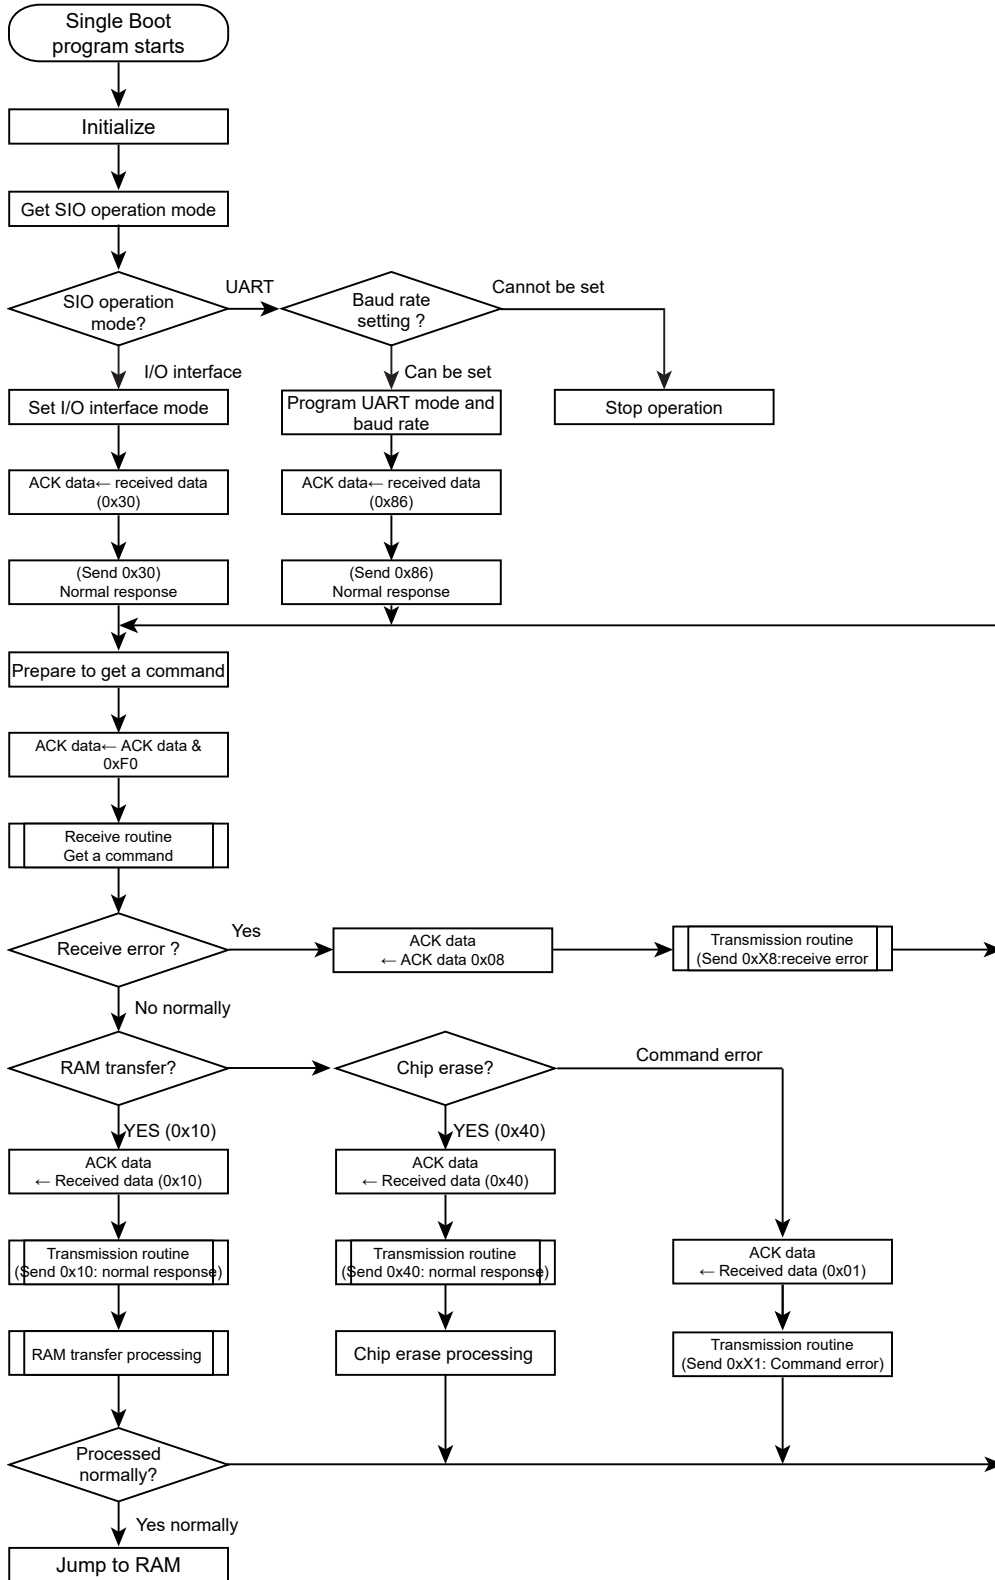 Single Boot
program starts
Initialize
Get SIO operation mode
SIO operation
mode?
UART
Baud rate
setting ?
Cannot be set
I/O interface
Can be set
Set I/O interface mode
Program UART mode and
baud rate
Stop operation
ACK data← received data
(0x30)
ACK data← received data
(0x86)
(Send 0x30)
Normal response
(Send 0x86)
Normal response
Prepare to get a command
ACK data← ACK data &
0xF0
Receive routine
Get a command
Receive error ?
Yes
ACK data
← ACK data 0x08
Transmission routine
(Send 0xX8:receive error
No normally
RAM transfer?
Chip erase?
Command error
YES (0x10)
YES (0x40)
ACK data
← Received data (0x10)
ACK data
← Received data (0x40)
Transmission routine
(Send 0x10: normal response)
Transmission routine
(Send 0x40: normal response)
ACK data
← Received data (0x01)
RAM transfer processing
Chip erase processing
Transmission routine
(Send 0xX1: Command error)
Processed
normally?
Yes normally
Jump to RAM